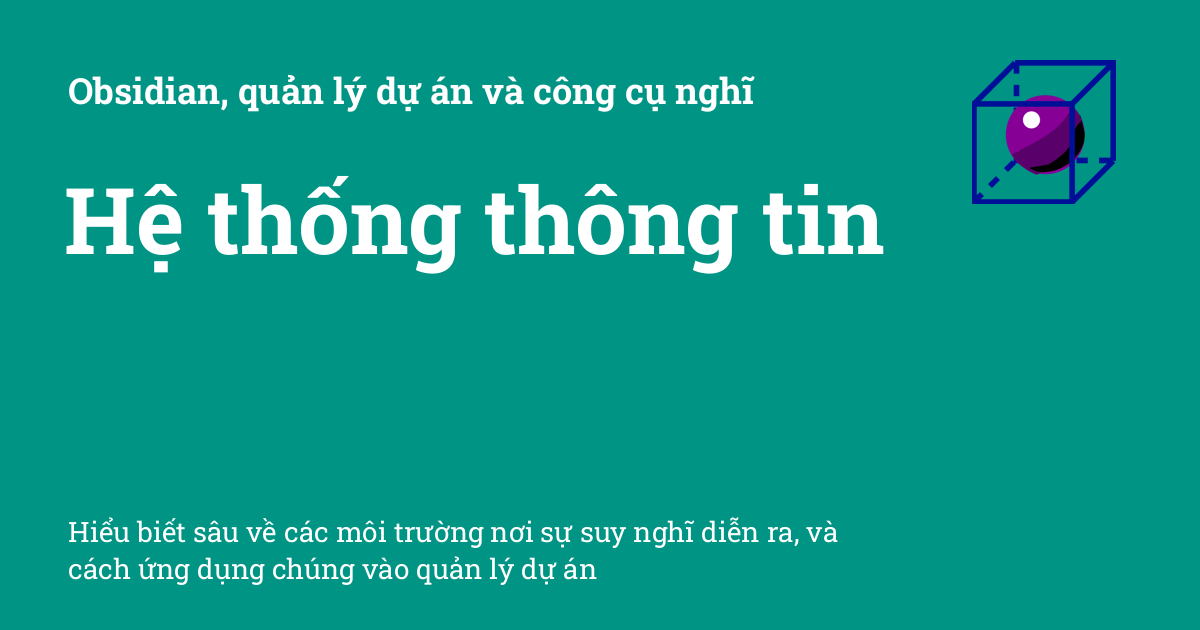 Obsidian, quản lý dự án và công cụ nghĩ
Hệ thống thông tin
Hiểu biết sâu về các môi trường nơi sự suy nghĩ diễn ra, và
cách ứng dụng chúng vào quản lý dự án